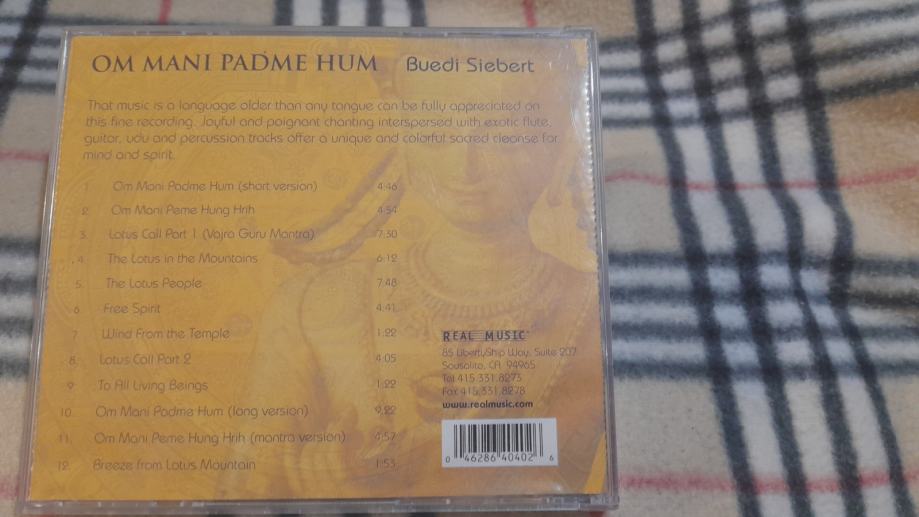 OM MANI PADME HUM Buedi Siebert
That music is a language older than any tongue can be fully appreciated on
this fine recording. Joyful and poignant chanting interspersed with exotic flute,
guitar, udu and percussion tracks offer a unique and colorful sacred cleanse for
mind and spirit.
1. Om Mani Padme Hum (short version) 4:46
2. Om Mani Peme Hung Hrih 4:54
3. Lotus Call Part 1 (Vajra Guru Mantra) 7:50
4. The Lotus in the Mountains 6:12
5. The Lotus People 7:48
6. Free Spirit 4:41
7. Wind From the Temple 1:22
8. Lotus Call Part 2 4:05
9. To All Living Beings 1:22
10. Om Mani Padme Hum (long version) 9:22
11. Om Mani Peme Hung Hrih (mantra version) 4:57
12. Breeze from Lotus Mountain 1:53
REAL MUSIC
85 LibertyShip Way, Suite 207
Sausalito, CA 94965
Tel 415.331.8273
Fax 415.331.8278
www.realmusic.com
0 46286 40402 6